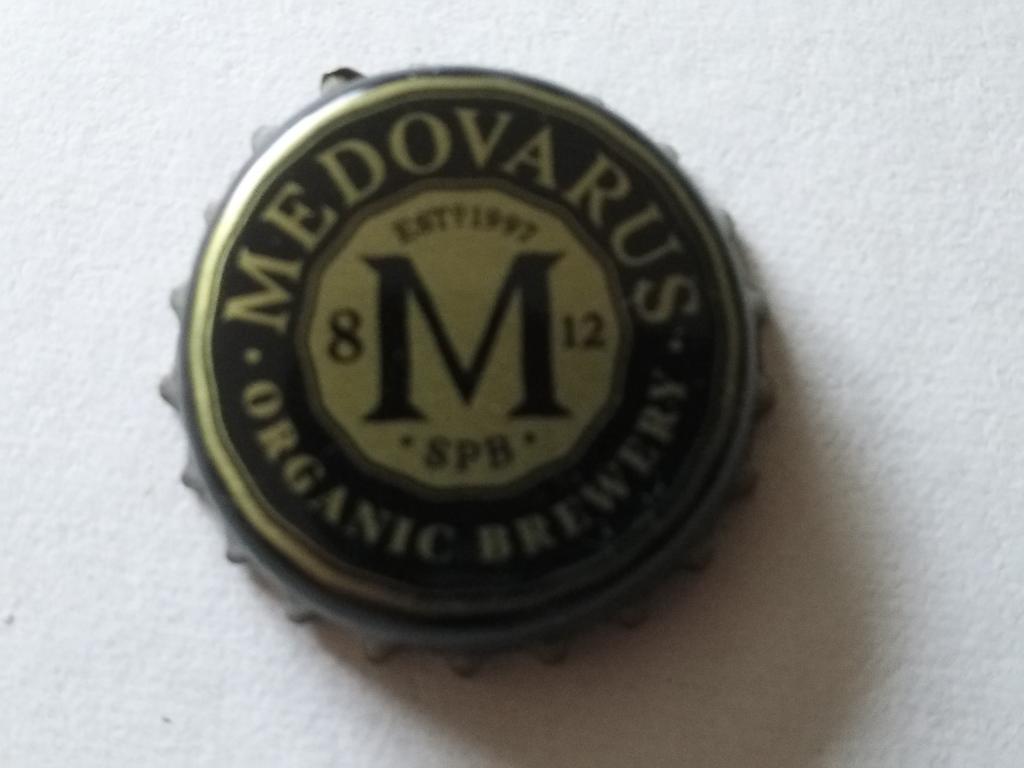 MEDOVARUS
EST? 1997
8 M 12
• SPB •
• ORGANIC BREWERY •